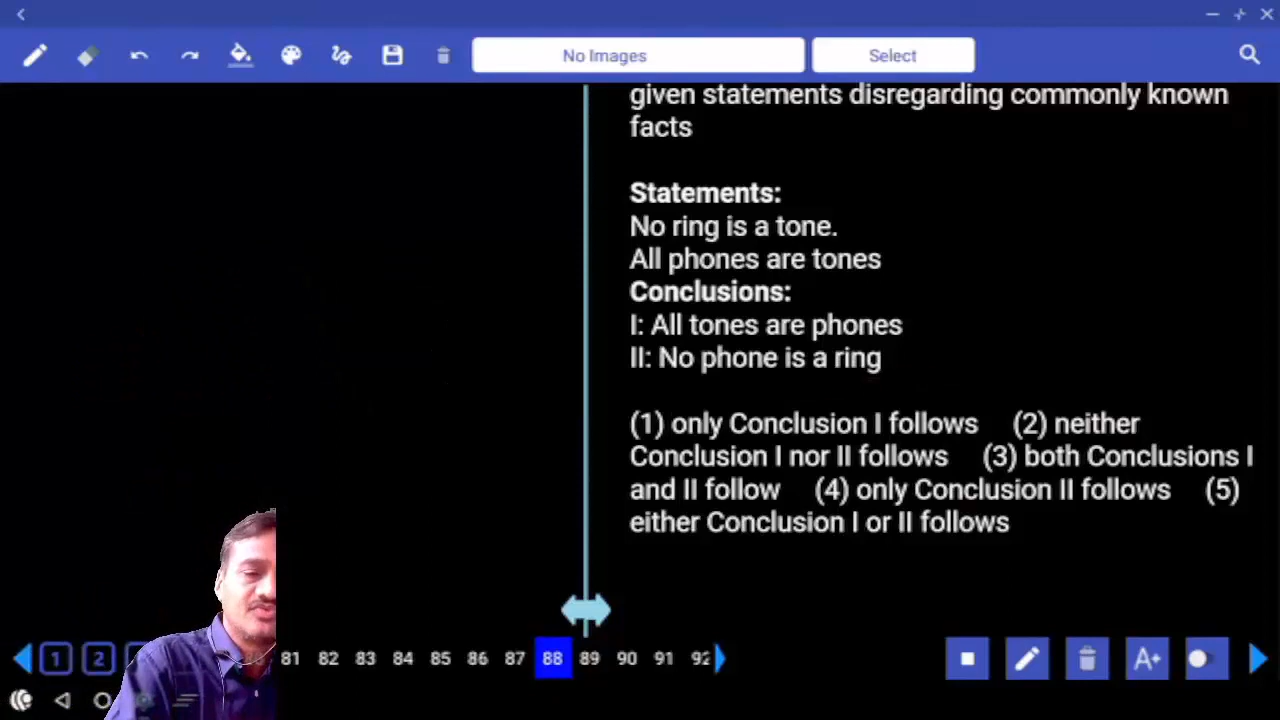 No Images
Select
given statements disregarding commonly known
facts
Statements:
No ring is a tone.
All phones are tones
Conclusions:
I: All tones are phones
II: No phone is a ring
(1) only Conclusion I follows (2) neither
Conclusion I nor II follows (3) both Conclusions I
and II follow (4) only Conclusion II follows (5)
either Conclusion I or II follows
1 2 81 82 83 84 85 86 87 88 89 90 91 92
A+